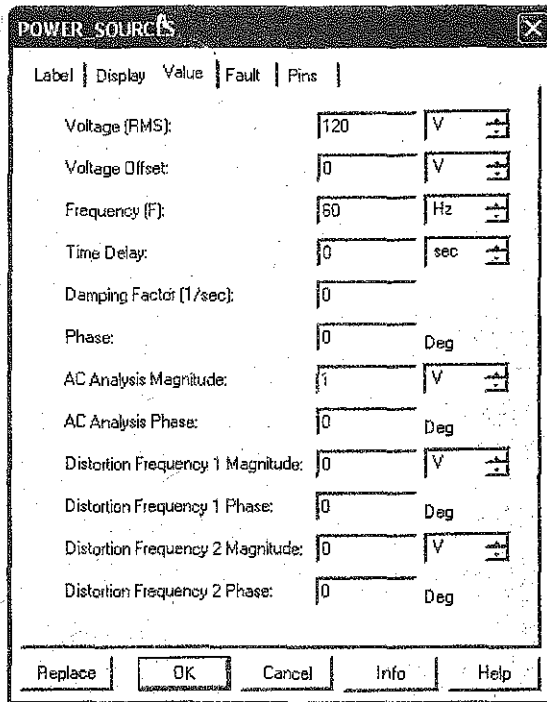 POWER_SOURCES
Label Display Value Fault Pins
Voltage (RMS): 120 V
Voltage Offset: 0 V
Frequency (F): 60 Hz
Time Delay: 0 sec
Damping Factor (1/sec): 0
Phase: 0 Deg
AC Analysis Magnitude: 1 V
AC Analysis Phase: 0 Deg
Distortion Frequency 1 Magnitude: 0 V
Distortion Frequency 1 Phase: 0 Deg
Distortion Frequency 2 Magnitude: 0 V
Distortion Frequency 2 Phase: 0 Deg
Replace OK Cancel Info Help